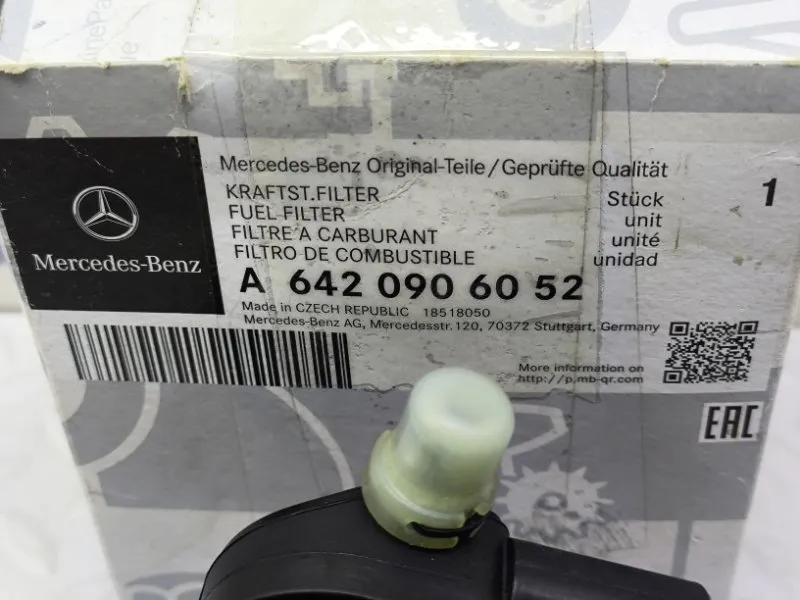 Mercedes-Benz Original-Teile/Geprüfte Qualität
KRAFTST.FILTER
FUEL FILTER
FILTRE A CARBURANT
FILTRO DE COMBUSTIBLE
Stück
unit
unité
unidad
1
Mercedes-Benz
A 642 090 60 52
Made in CZECH REPUBLIC 18518050
Mercedes-Benz AG, Mercedesstr.120, 70372 Stuttgart, Germany
More information on
http://p.mb-qr.com
EAC